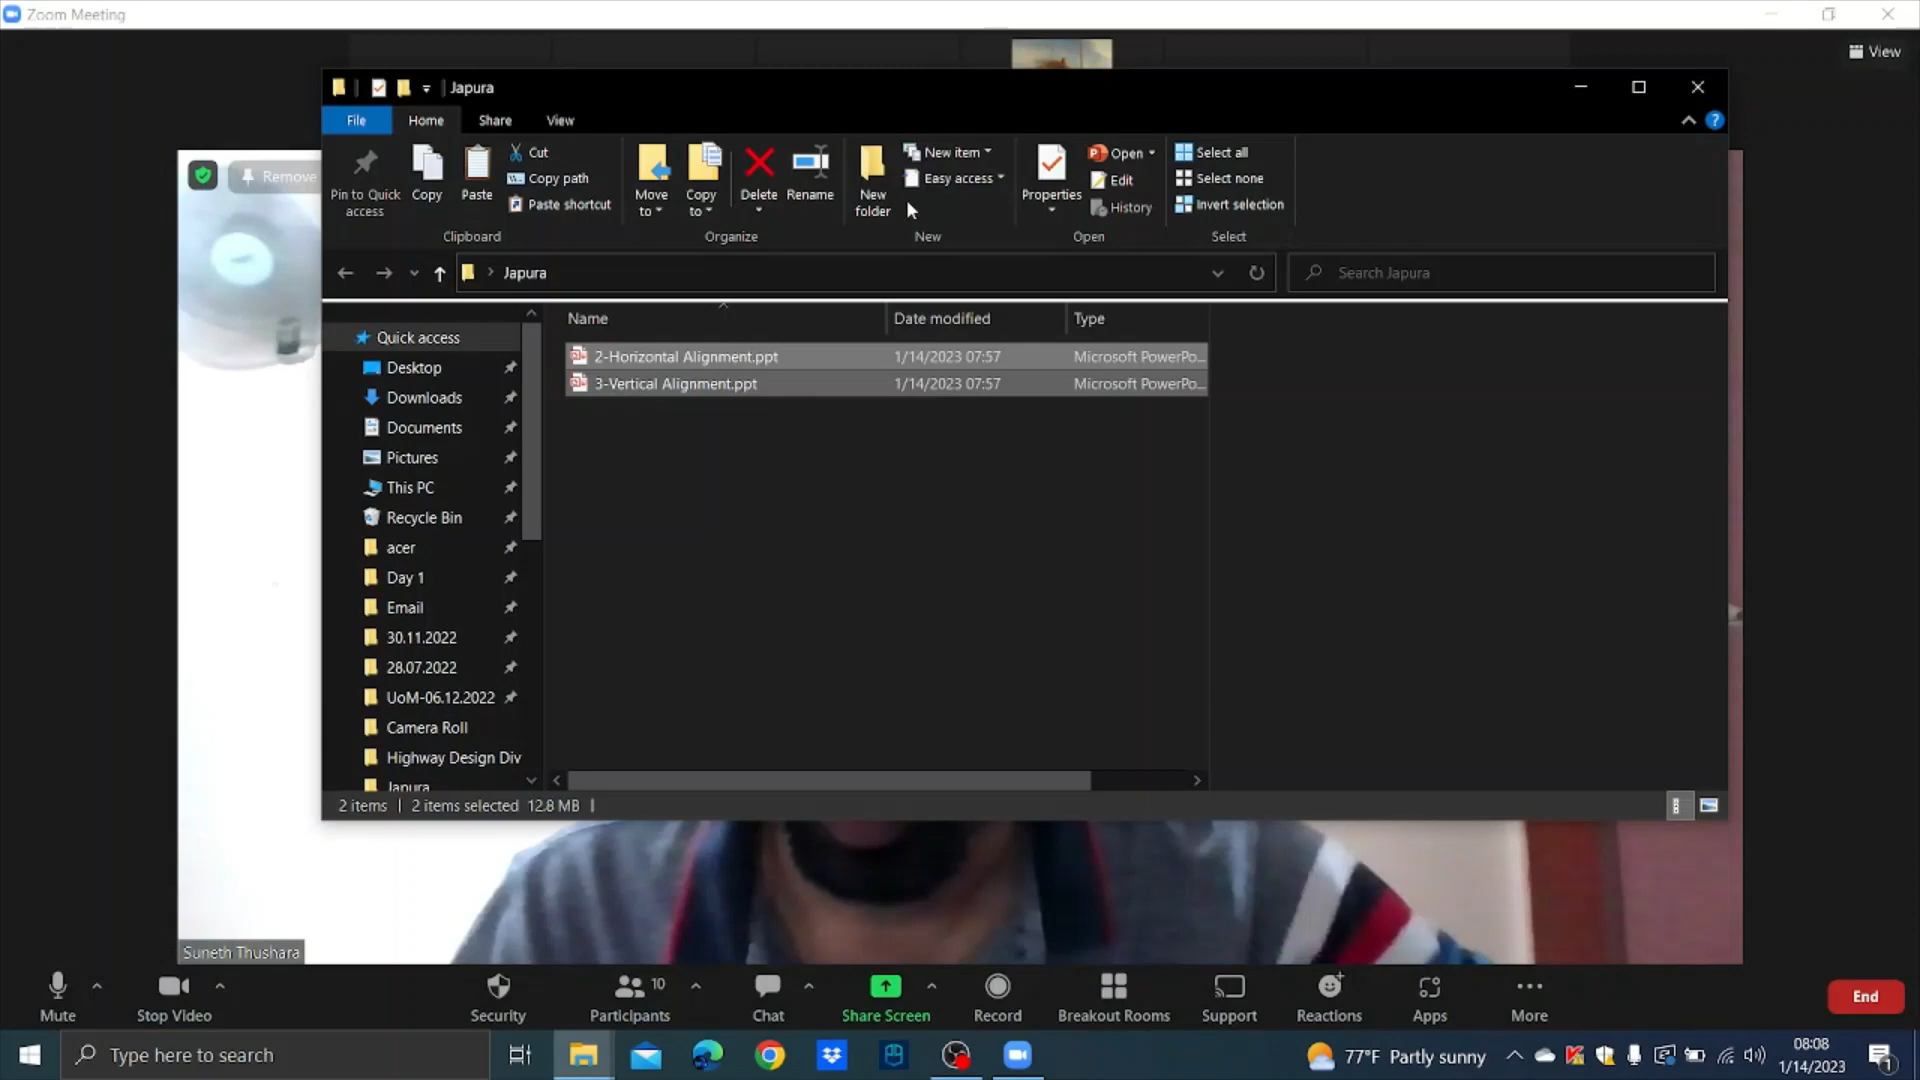 Zoom Meeting
View
Japura
File Home Share View
Pin to Quick access
Copy
Paste
Cut
Copy path
Paste shortcut
Clipboard
Move to
Copy to
Delete
Rename
Organize
New folder
New item
Easy access
New
Properties
Open
Edit
History
Open
Select all
Select none
Invert selection
Select
Remove
Japura
Search Japura
Name Date modified Type
2-Horizontal Alignment.ppt 1/14/2023 07:57 Microsoft PowerPo...
3-Vertical Alignment.ppt 1/14/2023 07:57 Microsoft PowerPo...
Quick access
Desktop
Downloads
Documents
Pictures
This PC
Recycle Bin
acer
Day 1
Email
30.11.2022
28.07.2022
UoM-06.12.2022
Camera Roll
Highway Design Div
Japura
2 items 2 items selected 12.8 MB
Suneth Thushara
Mute
Stop Video
Security
Participants 10
Chat
Share Screen
Record
Breakout Rooms
Support
Reactions
Apps
More
End
Type here to search
77°F Partly sunny
08:08
1/14/2023
1